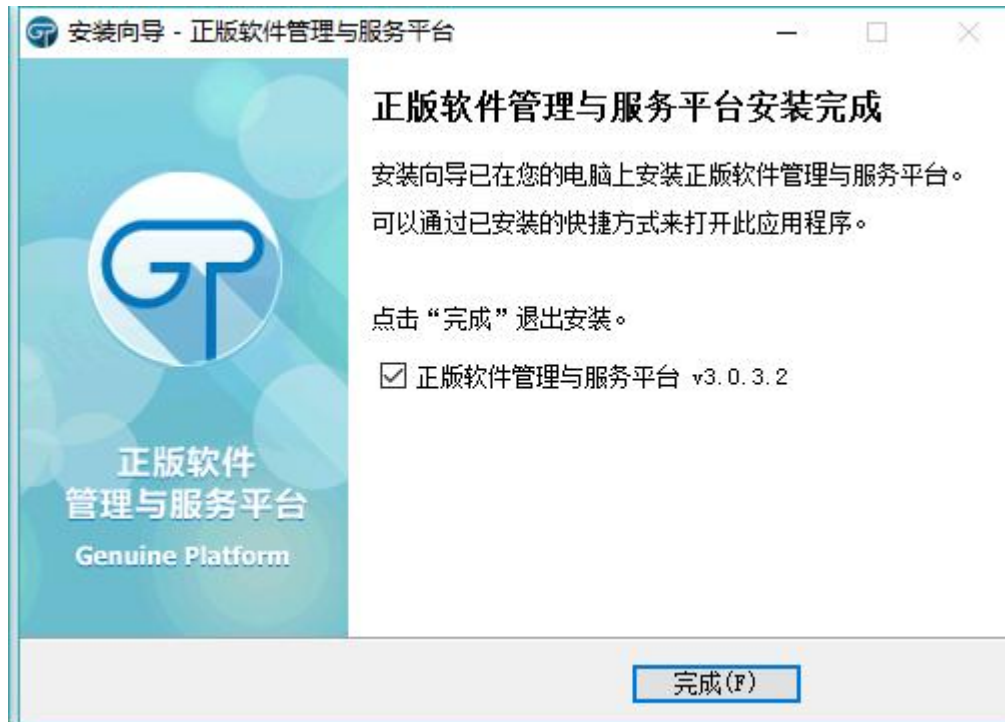 安装向导 - 正版软件管理与服务平台
正版软件管理与服务平台安装完成
安装向导已在您的电脑上安装正版软件管理与服务平台。
可以通过已安装的快捷方式来打开此应用程序。
点击“完成”退出安装。
正版软件管理与服务平台 v3.0.3.2
正版软件
管理与服务平台
Genuine Platform
完成(F)